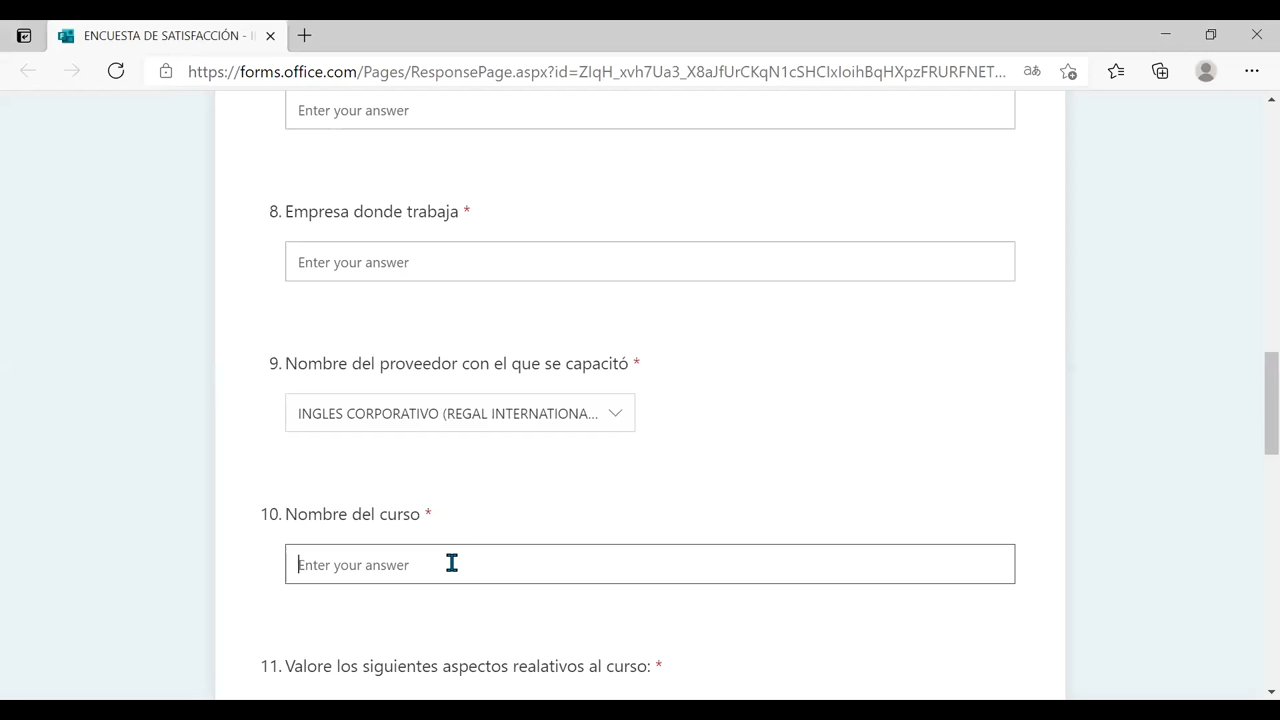 ENCUESTA DE SATISFACCIÓN - I
https://forms.office.com/Pages/ResponsePage.aspx?id=ZIqH_xvh7Ua3_X8aJfUrCKqN1cSHCIxIoihBqHXpzFRURFNET...
Enter your answer
8. Empresa donde trabaja *
Enter your answer
9. Nombre del proveedor con el que se capacitó *
INGLES CORPORATIVO (REGAL INTERNATIONA...
10. Nombre del curso *
Enter your answer
11. Valore los siguientes aspectos realativos al curso: *